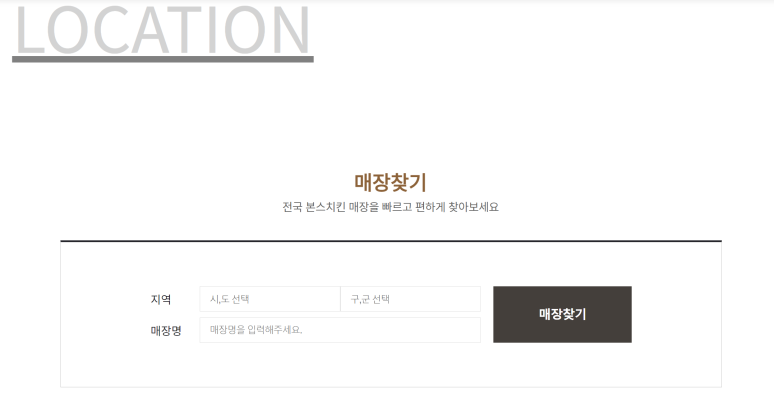 LOCATION
매장찾기
전국 본스치킨 매장을 빠르고 편하게 찾아보세요
지역 시,도 선택 구,군 선택
매장찾기
매장명 매장명을 입력해주세요.